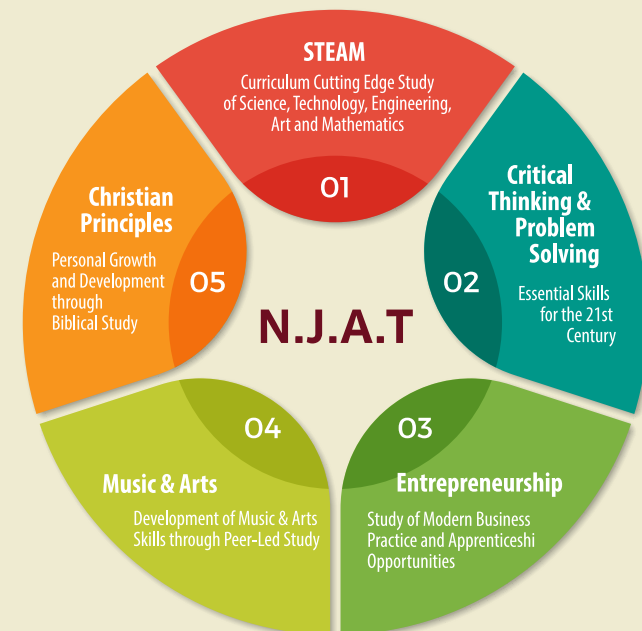 STEAM
Curriculum Cutting Edge Study
of Science, Technology, Engineering,
Art and Mathematics
01
Critical
Thinking &
Problem
Solving
Essential Skills
for the 21st
Century
02
Entrepreneurship
Study of Modern Business
Practice and Apprenticeshi
Opportunities
03
Music & Arts
Development of Music & Arts
Skills through Peer-Led Study
04
Christian
Principles
Personal Growth
and Development
through
Biblical Study
05
N.J.A.T